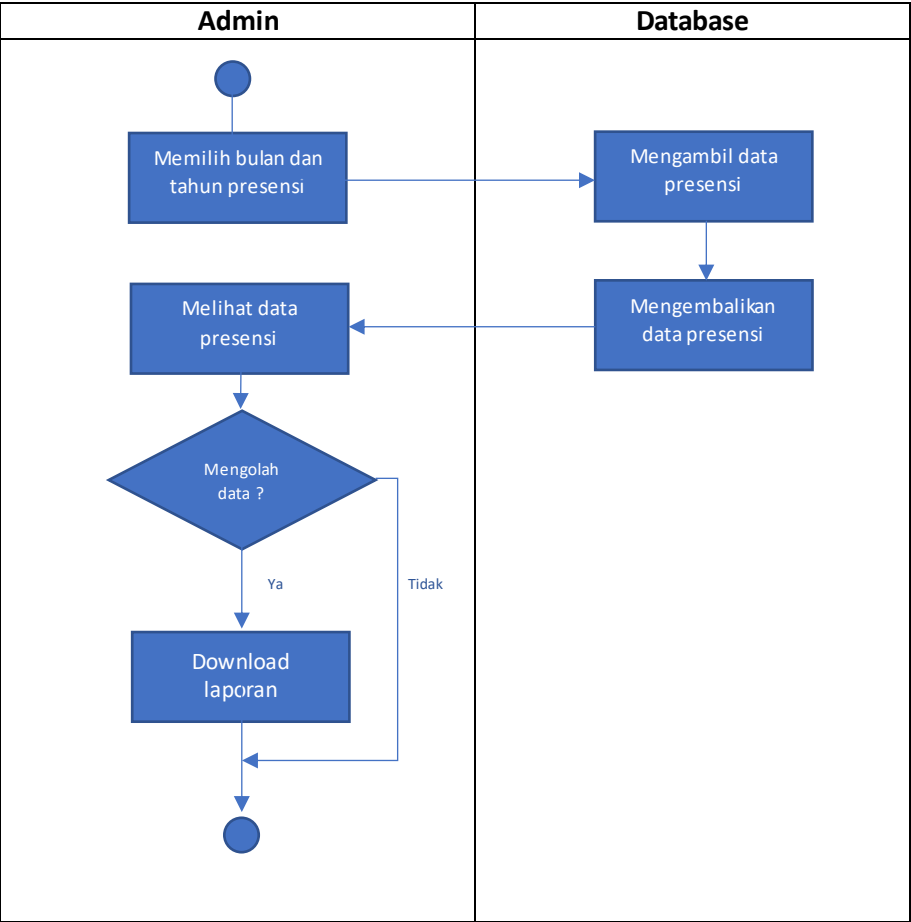 Admin
Database
Memilih bulan dan
tahun presensi
Mengambil data
presensi
Melihat data
presensi
Mengembalikan
data presensi
Mengolah
data ?
Ya
Tidak
Download
laporan